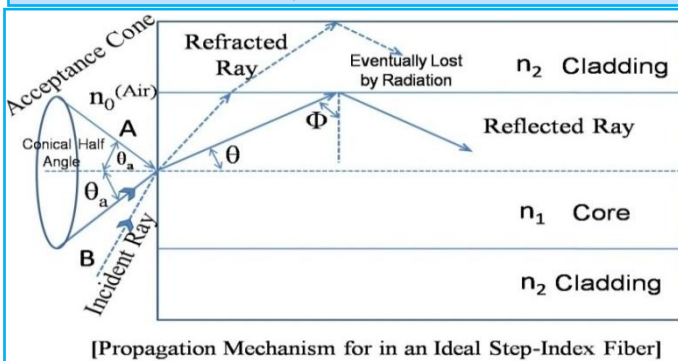 Acceptance Cone
n₀(Air)
Refracted
Ray
Eventually Lost
by Radiation
n₂ Cladding
A
Conical Half
Angle
θₐ
θₐ
θ
Φ
Reflected Ray
n₁ Core
B
Incident Ray
n₂ Cladding
[Propagation Mechanism for in an Ideal Step-Index Fiber]